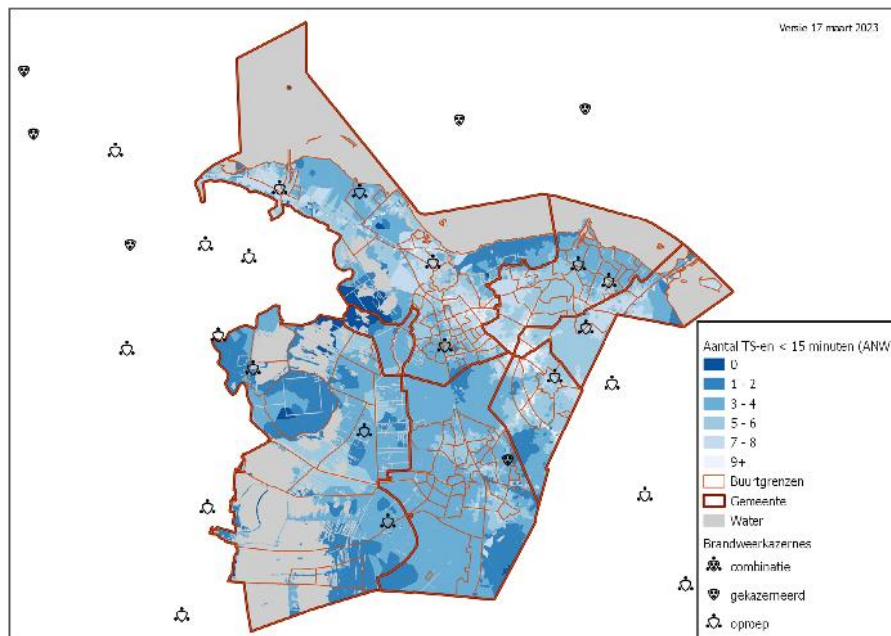 Versie 17 maart 2023
Aantal TS-en < 15 minuten (ANW
0
1 - 2
3 - 4
5 - 6
7 - 8
9+
Buurtgrenzen
Gemeente
Water
Brandweerkazernes
combinatie
gekazerneerd
oproep